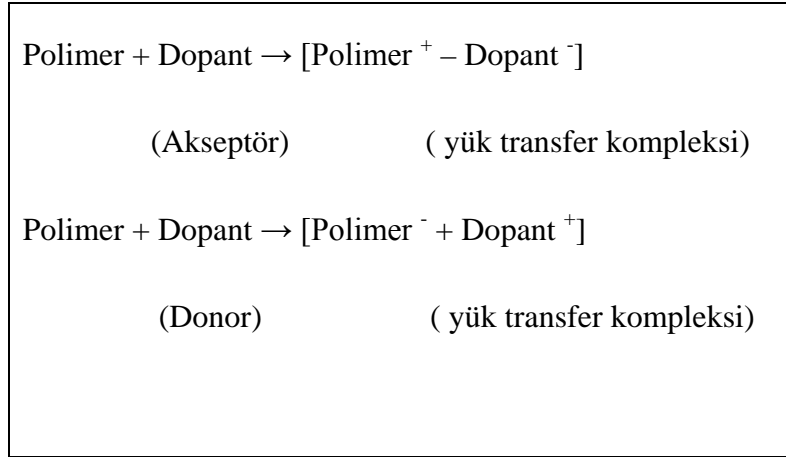 Polimer + Dopant → [Polimer ⁺ – Dopant ⁻]
(Akseptör) ( yük transfer kompleksi)
Polimer + Dopant → [Polimer ⁻ + Dopant ⁺]
(Donor) ( yük transfer kompleksi)